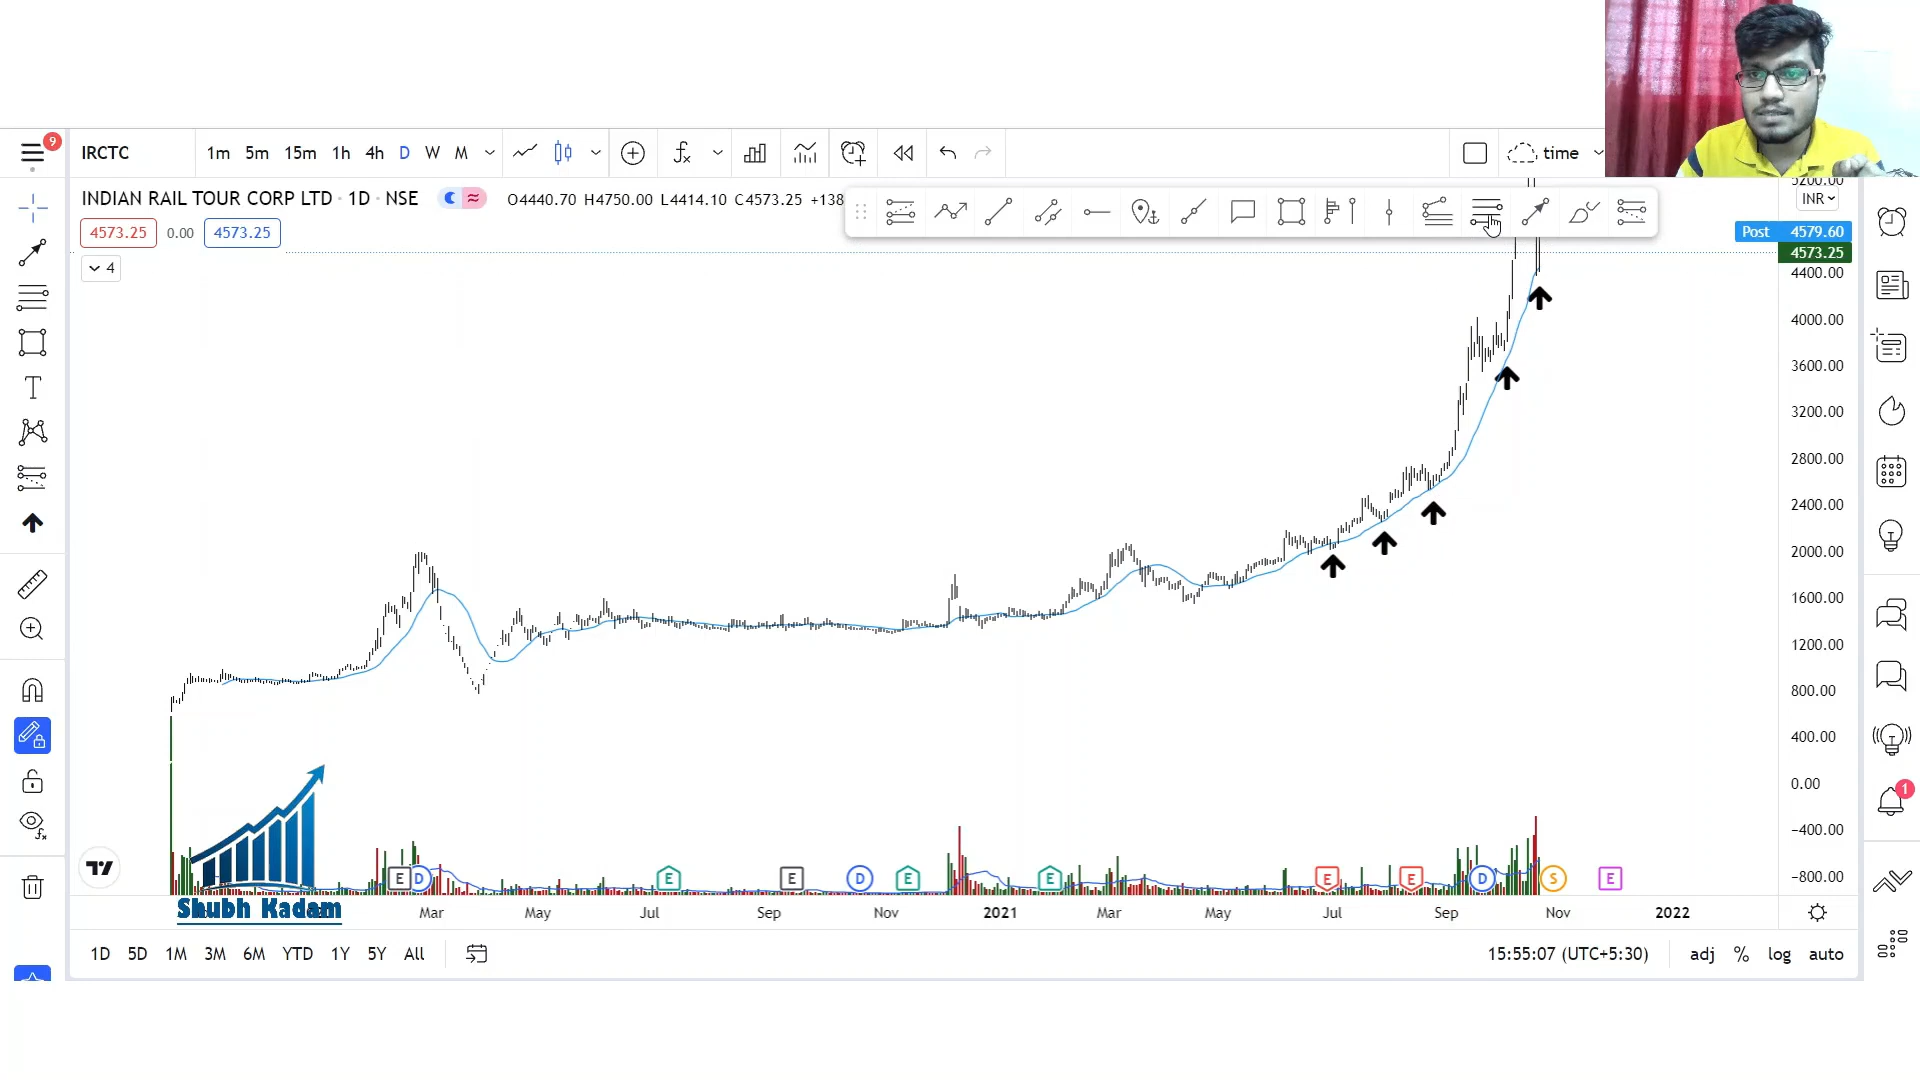 9
IRCTC
1m 5m 15m 1h 4h D W M
time
INDIAN RAIL TOUR CORP LTD · 1D · NSE
O4440.70 H4750.00 L4414.10 C4573.25 +138
4573.25 0.00 4573.25
4
5200.00
INR
Post 4579.60
4573.25
4400.00
4000.00
3600.00
3200.00
2800.00
2400.00
2000.00
1600.00
1200.00
800.00
400.00
0.00
−400.00
−800.00
1
E D E E D E E E E D S E
Shubh Kadam
Mar May Jul Sep Nov 2021 Mar May Jul Sep Nov 2022
1D 5D 1M 3M 6M YTD 1Y 5Y All
15:55:07 (UTC+5:30) adj % log auto